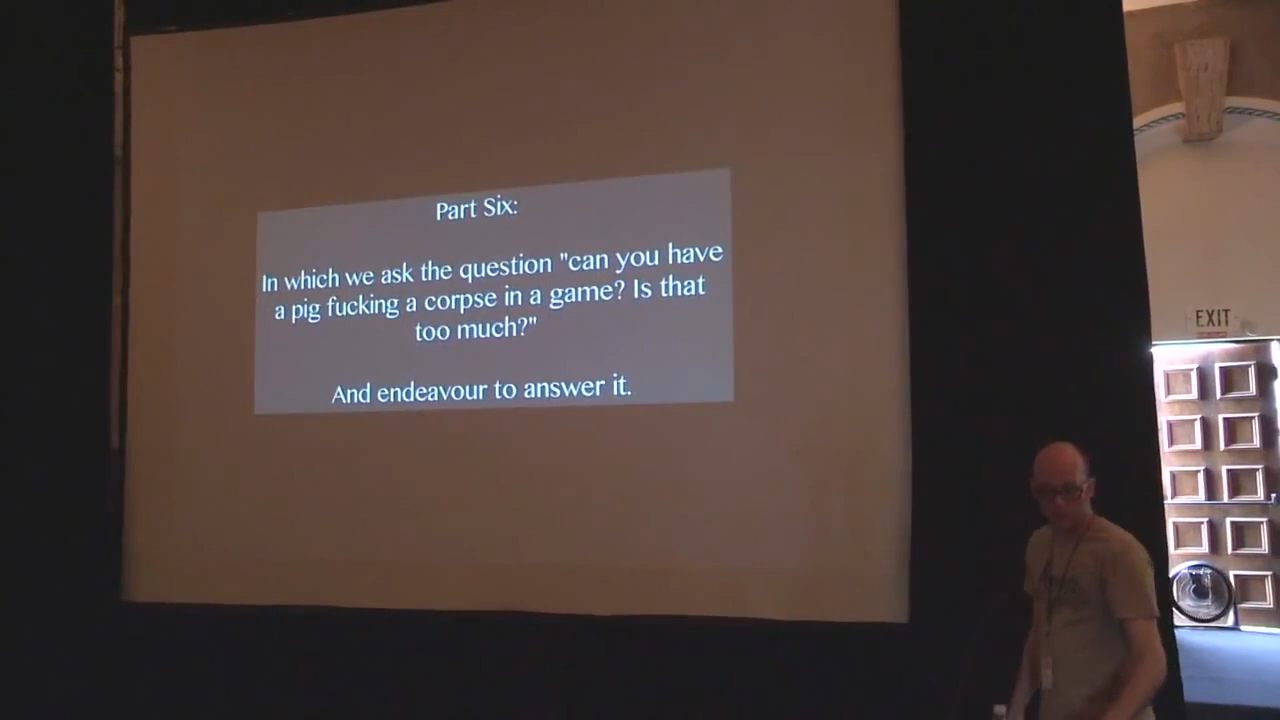 Part Six:
In which we ask the question "can you have
a pig fucking a corpse in a game? Is that
too much?"
And endeavour to answer it.
EXIT